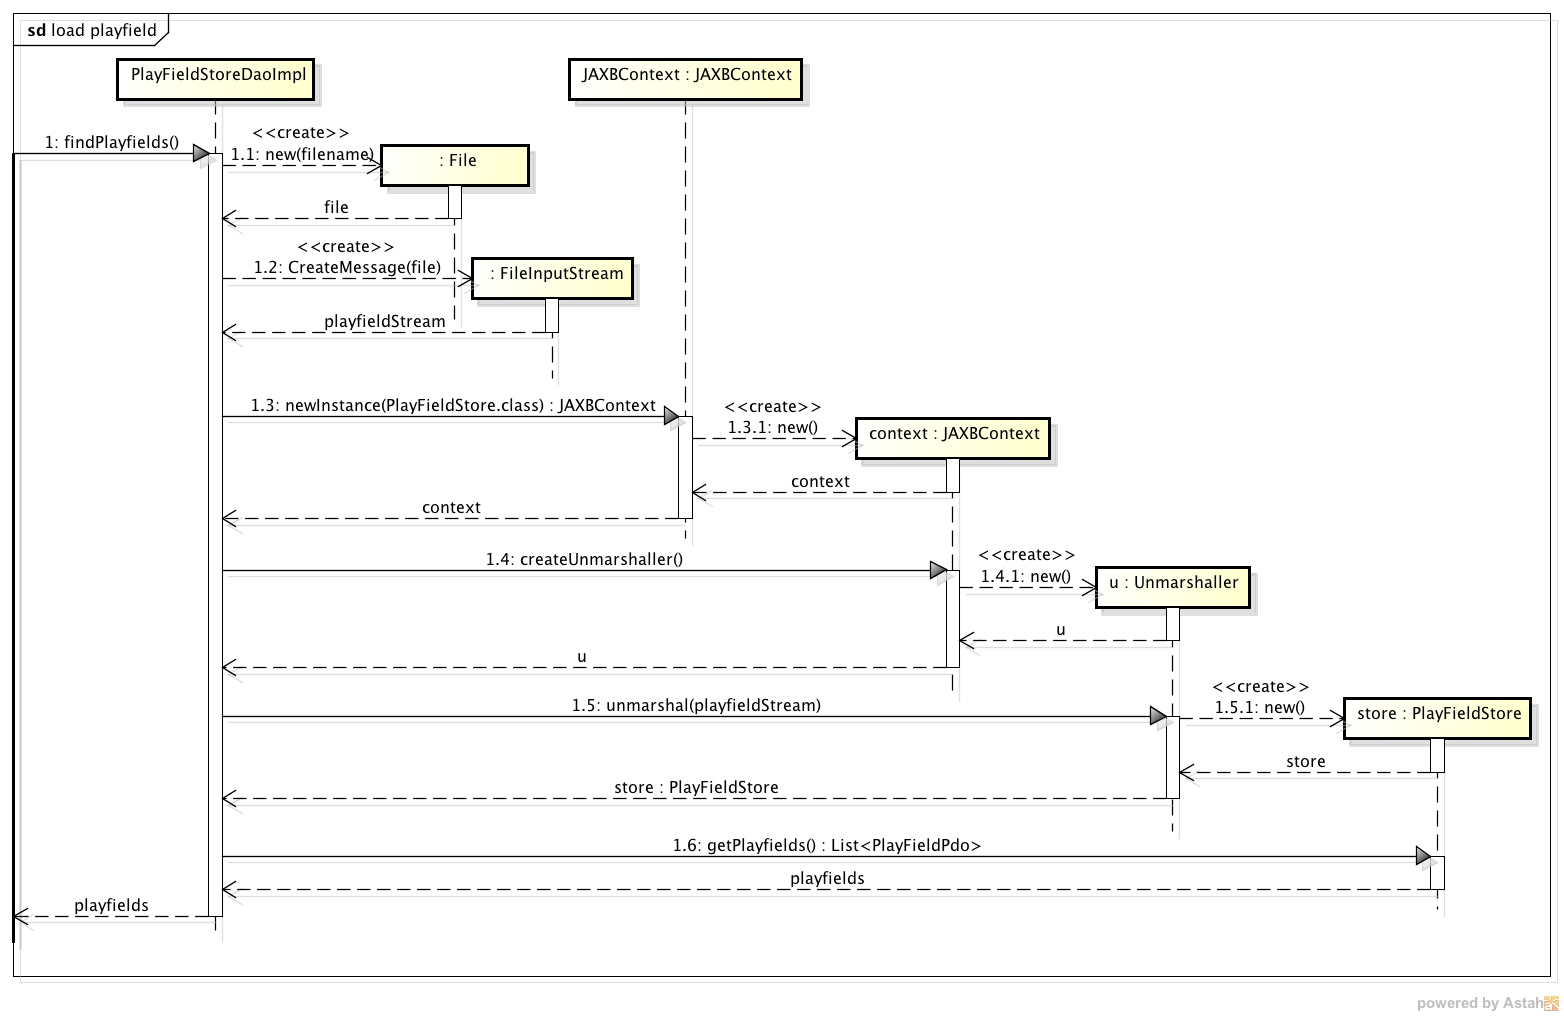 sd load playfield
PlayFieldStoreDaoImpl
JAXBContext : JAXBContext
1: findPlayfields()
<<create>>
1.1: new(filename)
: File
file
<<create>>
1.2: CreateMessage(file)
: FileInputStream
playfieldStream
1.3: newInstance(PlayFieldStore.class) : JAXBContext
<<create>>
1.3.1: new()
context : JAXBContext
context
context
1.4: createUnmarshaller()
<<create>>
1.4.1: new()
u : Unmarshaller
u
u
1.5: unmarshal(playfieldStream)
<<create>>
1.5.1: new()
store : PlayFieldStore
store
store : PlayFieldStore
1.6: getPlayfields() : List<PlayFieldPdo>
playfields
playfields
powered by Astah